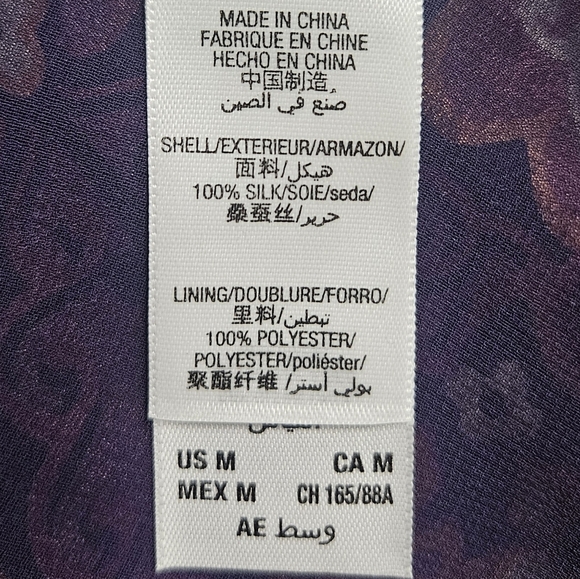 MADE IN CHINA
FABRIQUE EN CHINE
HECHO EN CHINA
中国制造。
صنع في الصين
SHELL/EXTERIEUR/ARMAZON/
面料/هيكل/
100% SILK/SOIE/seda/
桑蚕丝/حرير
LINING/DOUBLURE/FORRO/
里料/تبطين/
100% POLYESTER/
POLYESTER/poliéster/
聚酯纤维 /بولي أستر
US M CA M
MEX M CH 165/88A
AE وسط